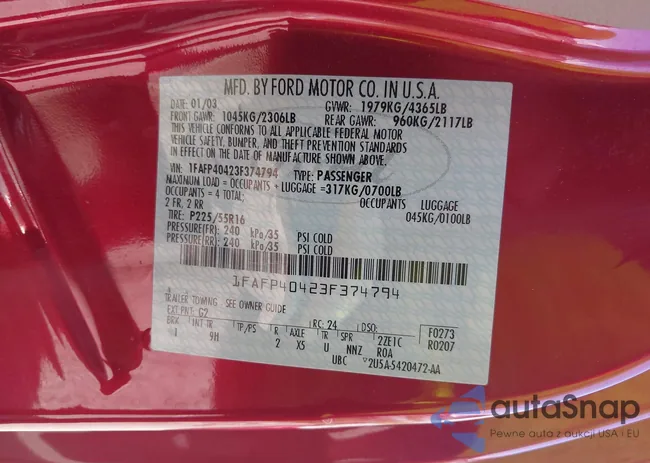 MFD. BY FORD MOTOR CO. IN U.S.A.
DATE: 01/03 GVWR: 1979KG/4365LB
FRONT GAWR: 1045KG/2306LB REAR GAWR: 960KG/2117LB
THIS VEHICLE CONFORMS TO ALL APPLICABLE FEDERAL MOTOR
VEHICLE SAFETY, BUMPER, AND THEFT PREVENTION STANDARDS
IN EFFECT ON THE DATE OF MANUFACTURE SHOWN ABOVE.
VIN: 1FAFP40423F374794 TYPE: PASSENGER
MAXIMUM LOAD = OCCUPANTS + LUGGAGE = 317KG/0700LB
OCCUPANTS = 4 TOTAL; OCCUPANTS LUGGAGE
2 FR, 2 RR 045KG/0100LB
TIRE: P225/55R16
PRESSURE(FR): 240 kPa/35 PSI COLD
PRESSURE(RR): 240 kPa/35 PSI COLD
1FAFP40423F374794
TRAILER TOWING - SEE OWNER GUIDE
EXT PNT: G2 RC: 24 DSO: F0273
BRK INT TR TP/PS R AXLE TR SPR 2ZE1C R0207
1 9H 2 X5 U NNZ ROA
UBC 2U5A-5420472-AA
autaSnap
Pewne auta z aukcji USA i EU